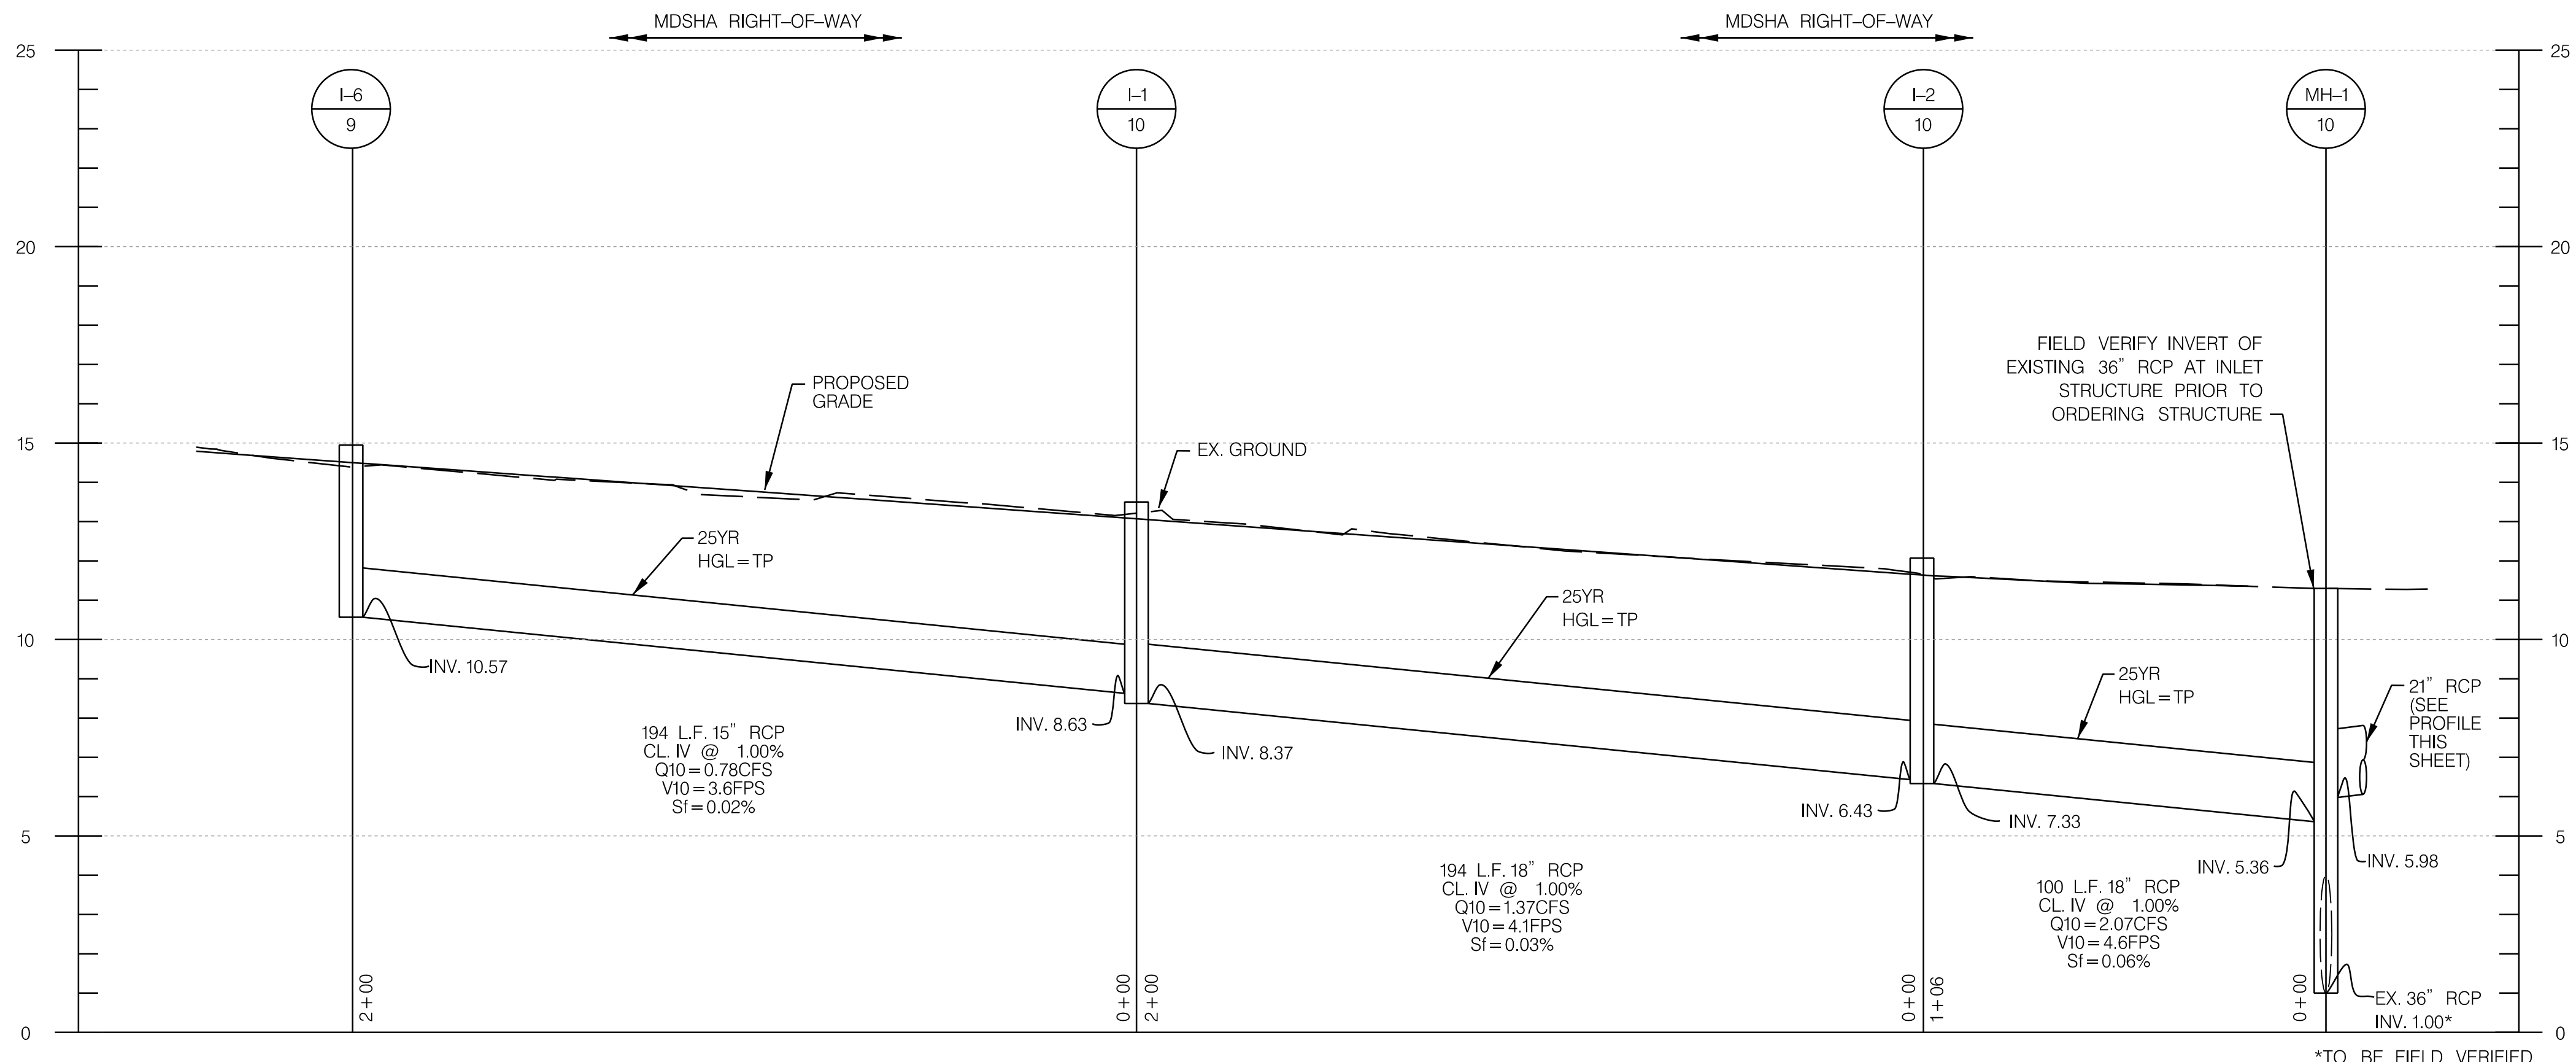 MDSHA RIGHT-OF-WAY
MDSHA RIGHT-OF-WAY
25
25
I-6
9
I-1
10
I-2
10
MH-1
10
20
20
FIELD VERIFY INVERT OF
EXISTING 36" RCP AT INLET
STRUCTURE PRIOR TO
ORDERING STRUCTURE
PROPOSED
GRADE
15
15
EX. GROUND
25YR
HGL=TP
25YR
HGL=TP
10
10
INV. 10.57
25YR
HGL=TP
21" RCP
(SEE
PROFILE
THIS
SHEET)
INV. 8.63
INV. 8.37
194 L.F. 15" RCP
CL. IV @ 1.00%
Q10=0.78CFS
V10=3.6FPS
Sf=0.02%
INV. 6.43
INV. 7.33
5
5
INV. 5.36
INV. 5.98
194 L.F. 18" RCP
CL. IV @ 1.00%
Q10=1.37CFS
V10=4.1FPS
Sf=0.03%
100 L.F. 18" RCP
CL. IV @ 1.00%
Q10=2.07CFS
V10=4.6FPS
Sf=0.06%
2+00
0+00
2+00
0+00
1+06
0+00
EX. 36" RCP
INV. 1.00*
0
0
*TO BE FIELD VERIFIED